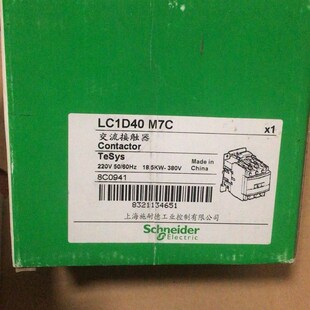 LC1D40 M7C
x1
交流接触器
Contactor
TeSys
220V 50/60Hz 18.5KW- 380V
Made in
China
8C0941
8321134651
上海施耐德工业控制有限公司
Schneider
Electric